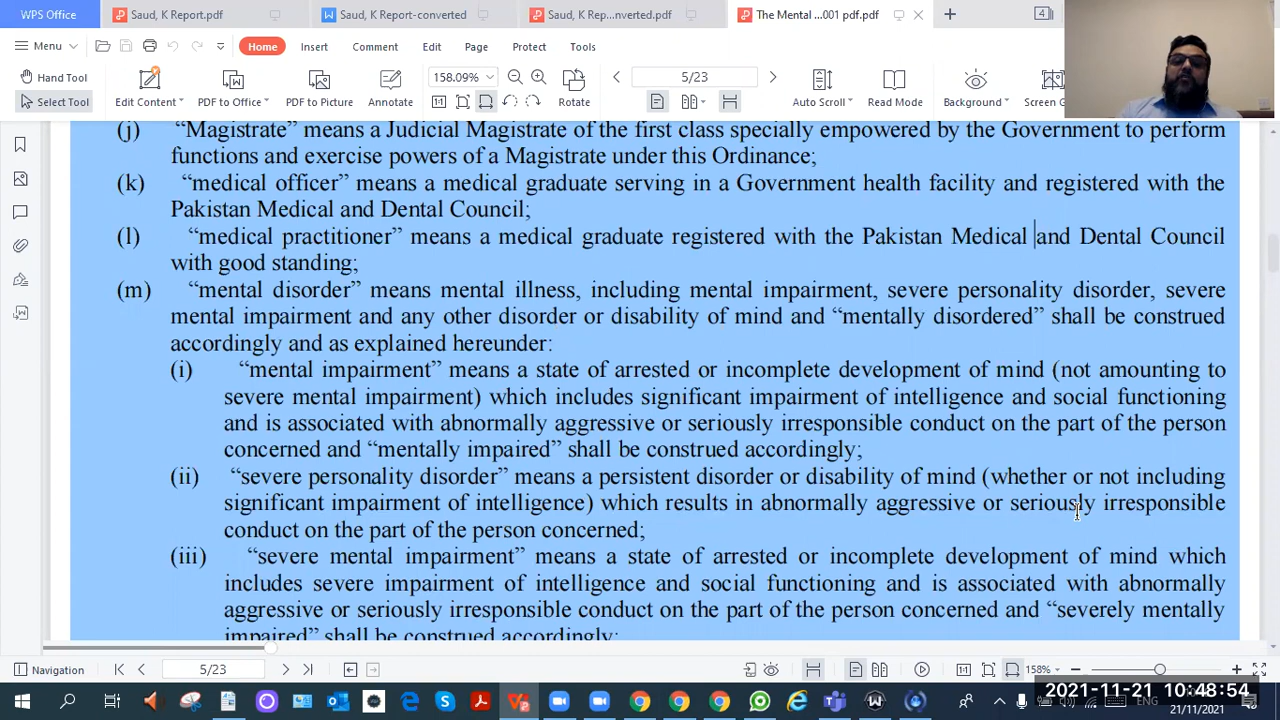 WPS Office
Saud, K Report.pdf
Saud, K Report-converted
Saud, K Rep...nverted.pdf
The Mental ...001 pdf.pdf
4
Menu
Home
Insert
Comment
Edit
Page
Protect
Tools
Hand Tool
Select Tool
Edit Content
PDF to Office
PDF to Picture
Annotate
158.09%
Rotate
5/23
Auto Scroll
Read Mode
Background
Screen G
(j) “Magistrate” means a Judicial Magistrate of the first class specially empowered by the Government to perform
functions and exercise powers of a Magistrate under this Ordinance;
(k) “medical officer” means a medical graduate serving in a Government health facility and registered with the
Pakistan Medical and Dental Council;
(l) “medical practitioner” means a medical graduate registered with the Pakistan Medical and Dental Council
with good standing;
(m) “mental disorder” means mental illness, including mental impairment, severe personality disorder, severe
mental impairment and any other disorder or disability of mind and “mentally disordered” shall be construed
accordingly and as explained hereunder:
(i) “mental impairment” means a state of arrested or incomplete development of mind (not amounting to
severe mental impairment) which includes significant impairment of intelligence and social functioning
and is associated with abnormally aggressive or seriously irresponsible conduct on the part of the person
concerned and “mentally impaired” shall be construed accordingly;
(ii) “severe personality disorder” means a persistent disorder or disability of mind (whether or not including
significant impairment of intelligence) which results in abnormally aggressive or seriously irresponsible
conduct on the part of the person concerned;
(iii) “severe mental impairment” means a state of arrested or incomplete development of mind which
includes severe impairment of intelligence and social functioning and is associated with abnormally
aggressive or seriously irresponsible conduct on the part of the person concerned and “severely mentally
impaired” shall be construed accordingly;
Navigation
5/23
158%
2021-11-21 10:48:54
ENG
21/11/2021